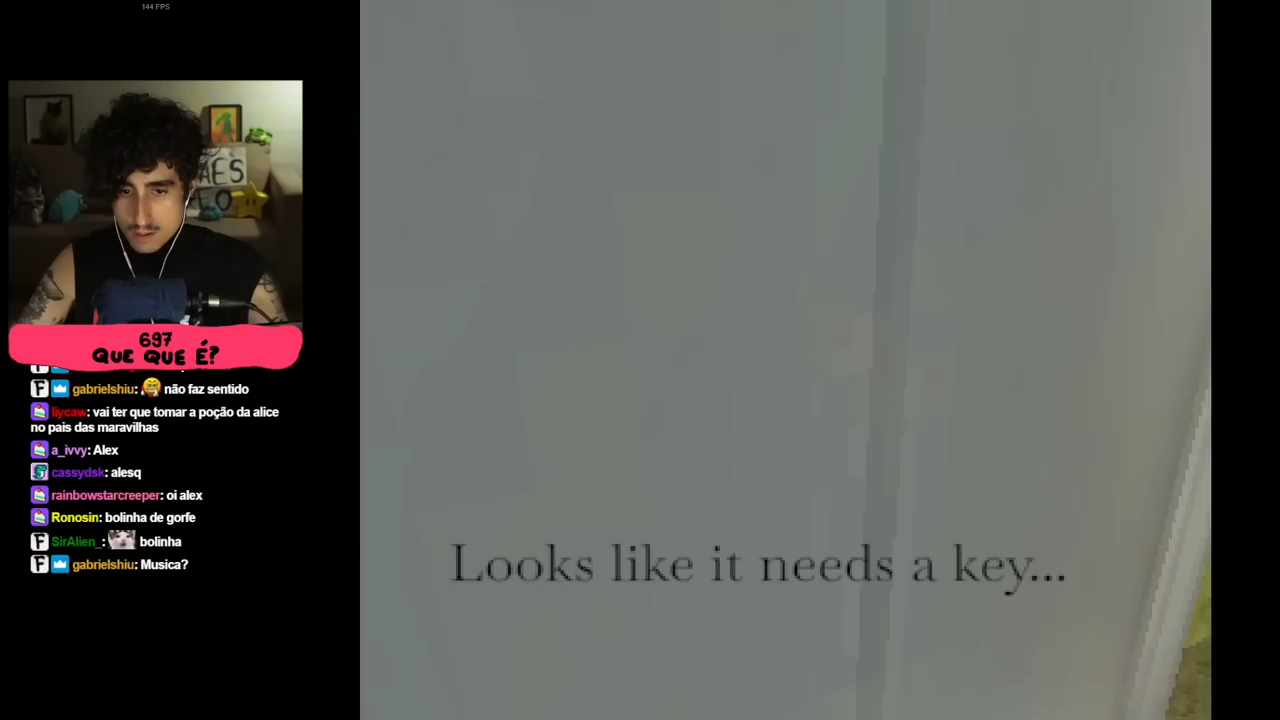 144 FPS
AES
EO
697
QUE QUE É?
gabrielshiu: não faz sentido
liycaw: vai ter que tomar a poção da alice
no pais das maravilhas
a_ivvy: Alex
cassydsk: alesq
rainbowstarcreeper: oi alex
Ronosin: bolinha de gorfe
SirAlien_: bolinha
gabrielshiu: Musica?
Looks like it needs a key...